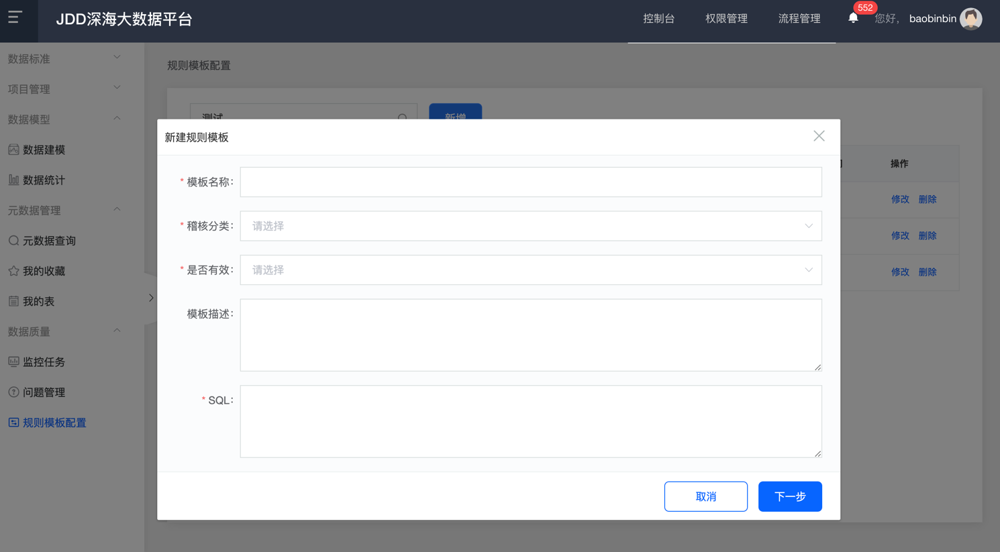 JDD深海大数据平台
控制台
权限管理
流程管理
552
您好，
baobinbin
数据标准
项目管理
数据模型
数据建模
数据统计
元数据管理
元数据查询
我的收藏
我的表
数据质量
监控任务
问题管理
规则模板配置
规则模板配置
测试
新增
操作
修改 删除
修改 删除
修改 删除
新建规则模板
* 模板名称：
* 稽核分类：
请选择
* 是否有效：
请选择
模板描述：
* SQL：
取消
下一步